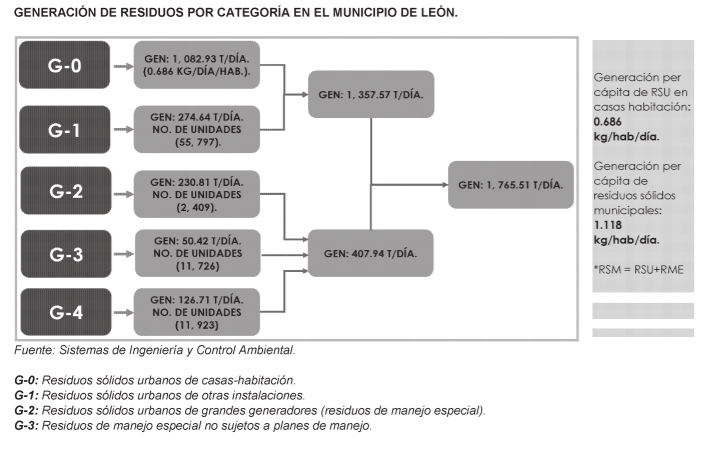 GENERACIÓN DE RESIDUOS POR CATEGORÍA EN EL MUNICIPIO DE LEÓN.
G-0
GEN: 1, 082.93 T/DÍA.
(0.686 KG/DÍA/HAB.).
G-1
GEN: 274.64 T/DÍA.
NO. DE UNIDADES
(55, 797).
GEN: 1, 357.57 T/DÍA.
G-2
GEN: 230.81 T/DÍA.
NO. DE UNIDADES
(2, 409).
G-3
GEN: 50.42 T/DÍA.
NO. DE UNIDADES
(11, 726)
G-4
GEN: 126.71 T/DÍA.
NO. DE UNIDADES
(11, 923)
GEN: 407.94 T/DÍA.
GEN: 1, 765.51 T/DÍA.
Generación per
cápita de RSU en
casas habitación:
0.686
kg/hab/día.
Generación per
cápita de
residuos sólidos
municipales:
1.118
kg/hab/día.
*RSM = RSU+RME
Fuente: Sistemas de Ingeniería y Control Ambiental.
G-0: Residuos sólidos urbanos de casas-habitación.
G-1: Residuos sólidos urbanos de otras instalaciones.
G-2: Residuos sólidos urbanos de grandes generadores (residuos de manejo especial).
G-3: Residuos de manejo especial no sujetos a planes de manejo.